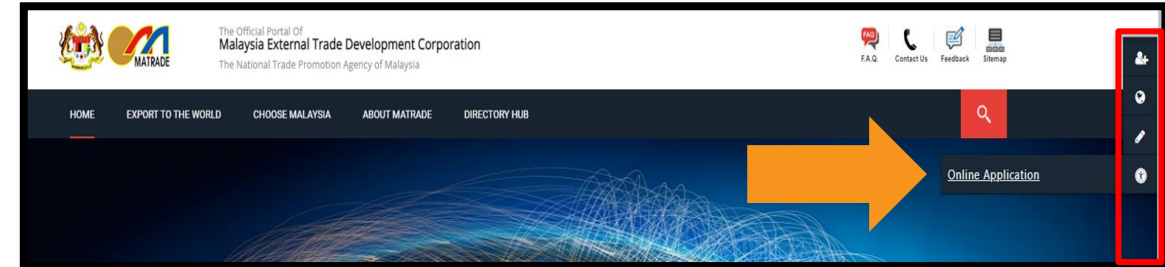 MATRADE
The Official Portal Of
Malaysia External Trade Development Corporation
The National Trade Promotion Agency of Malaysia
FAQ
F.A.Q. Contact Us Feedback Sitemap
HOME EXPORT TO THE WORLD CHOOSE MALAYSIA ABOUT MATRADE DIRECTORY HUB
Online Application